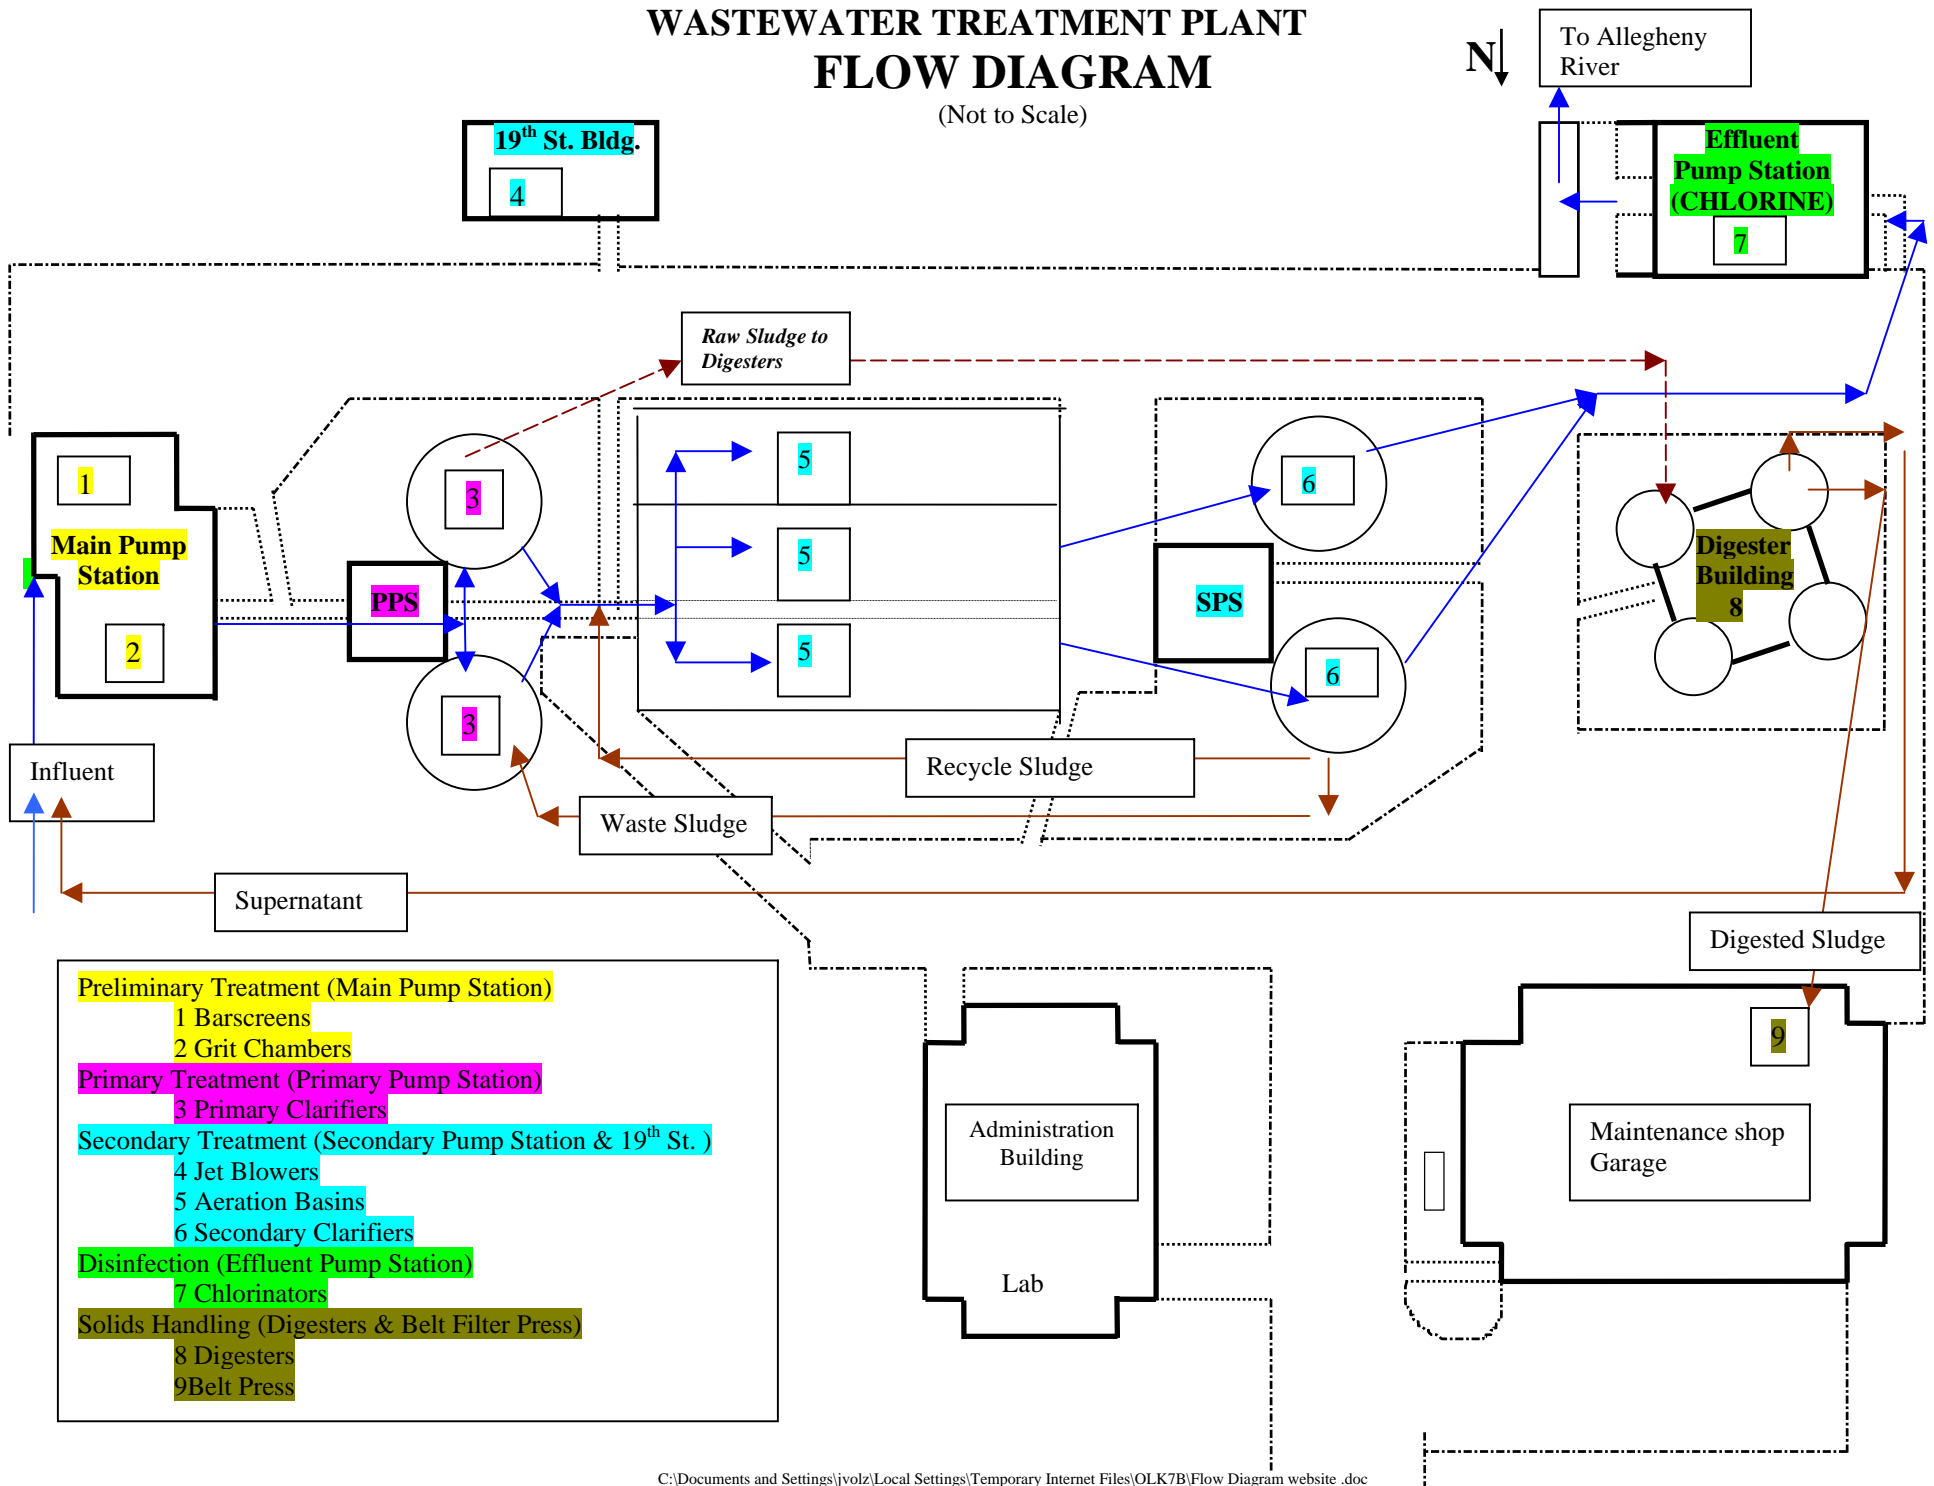 WASTEWATER TREATMENT PLANT
FLOW DIAGRAM
(Not to Scale)
N
To Allegheny
River
19th St. Bldg.
4
Effluent
Pump Station
(CHLORINE)
7
Raw Sludge to
Digesters
1
Main Pump
Station
2
3
PPS
3
5
5
5
6
SPS
6
Digester
Building
8
Influent
Recycle Sludge
Waste Sludge
Supernatant
Digested Sludge
9
Preliminary Treatment (Main Pump Station)
1 Barscreens
2 Grit Chambers
Primary Treatment (Primary Pump Station)
3 Primary Clarifiers
Secondary Treatment (Secondary Pump Station & 19th St. )
4 Jet Blowers
5 Aeration Basins
6 Secondary Clarifiers
Disinfection (Effluent Pump Station)
7 Chlorinators
Solids Handling (Digesters & Belt Filter Press)
8 Digesters
9Belt Press
Administration
Building
Lab
Maintenance shop
Garage
C:\Documents and Settings\jvolz\Local Settings\Temporary Internet Files\OLK7B\Flow Diagram website .doc